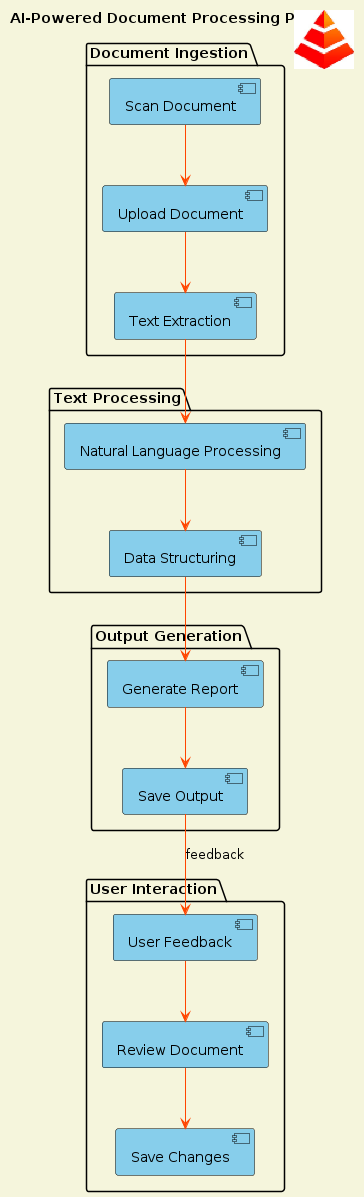 AI-Powered Document Processing P
Document Ingestion
Scan Document
Upload Document
Text Extraction
Text Processing
Natural Language Processing
Data Structuring
Output Generation
Generate Report
Save Output
feedback
User Interaction
User Feedback
Review Document
Save Changes